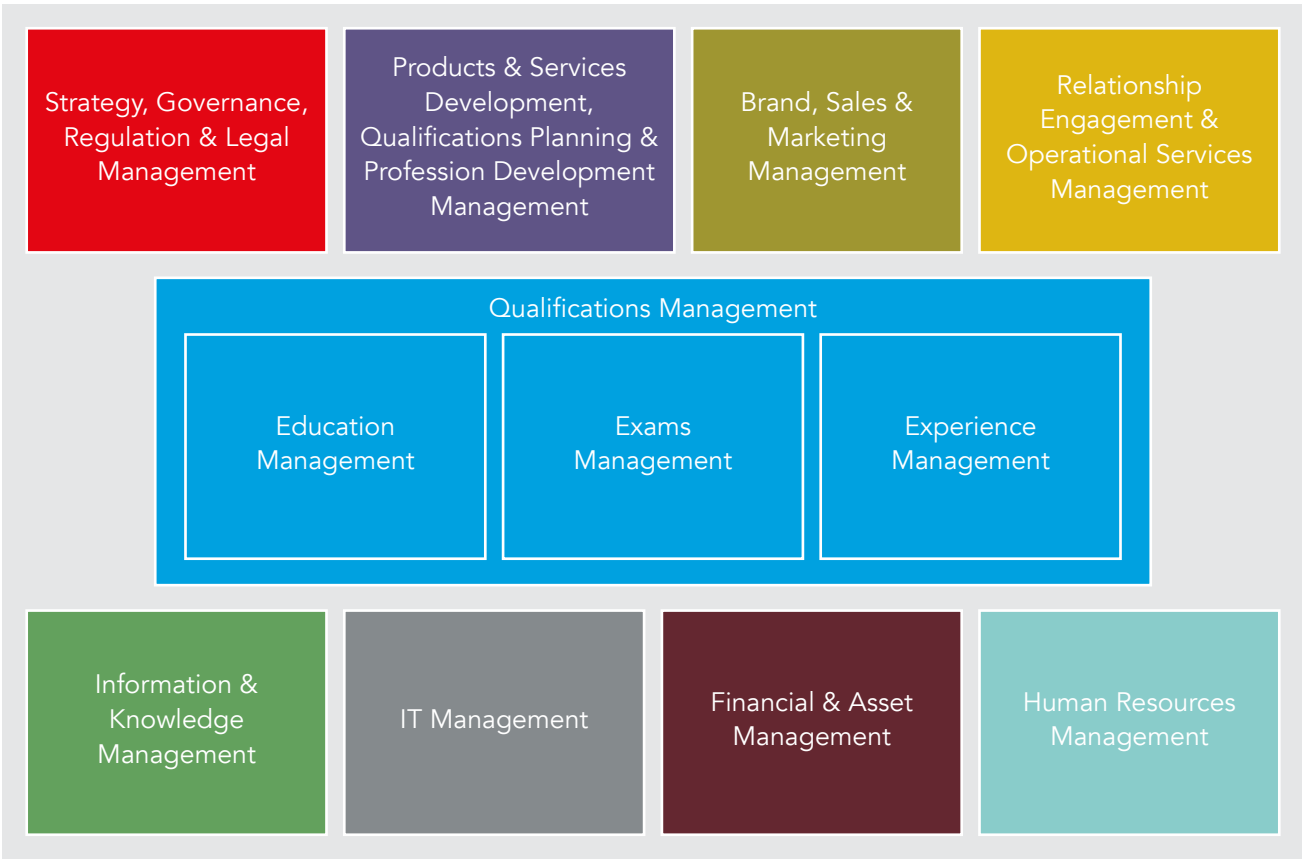 Strategy, Governance,
Regulation & Legal
Management
Products & Services
Development,
Qualifications Planning &
Profession Development
Management
Brand, Sales &
Marketing
Management
Relationship
Engagement &
Operational Services
Management
Qualifications Management
Education
Management
Exams
Management
Experience
Management
Information &
Knowledge
Management
IT Management
Financial & Asset
Management
Human Resources
Management